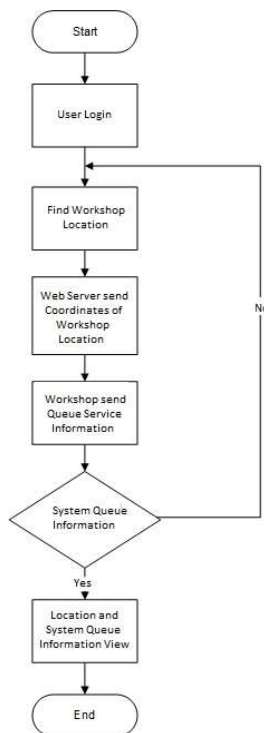 Start
User Login
Find Workshop
Location
Web Server send
Coordinates of
Workshop
Location
No
Workshop send
Queue Service
Information
System Queue
Information
Yes
Location and
System Queue
Information View
End